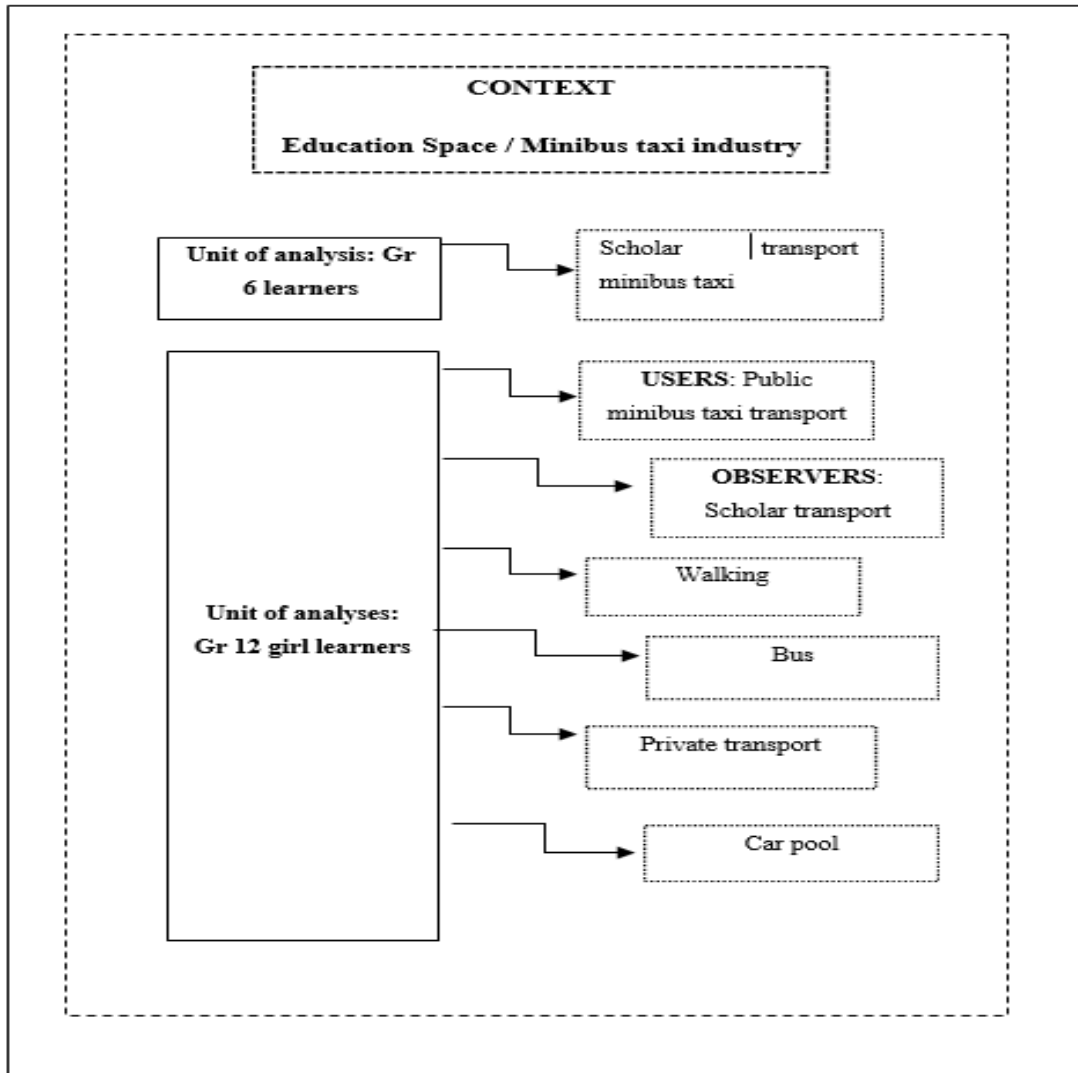 CONTEXT
Education Space / Minibus taxi industry
Unit of analysis: Gr
6 learners
Scholar transport
minibus taxi
USERS: Public
minibus taxi transport
OBSERVERS:
Scholar transport
Walking
Unit of analyses:
Gr 12 girl learners
Bus
Private transport
Car pool